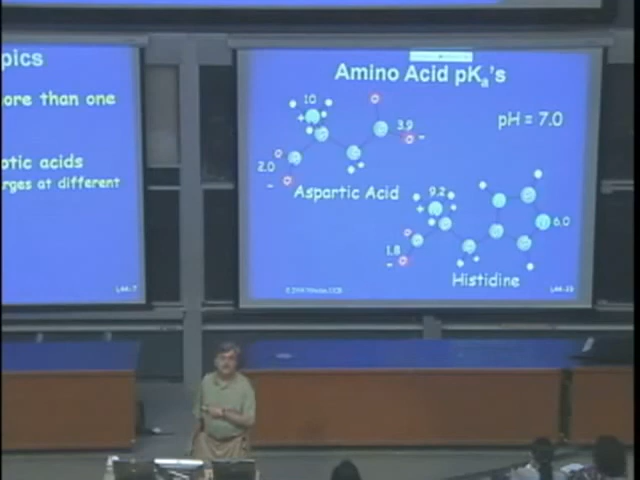 pics
ore than one
otic acids
rges at different
L##-7
Amino Acid pKa's
pH = 7.0
10
+
3.9
-
2.0
-
Aspartic Acid
9.2
+
6.0
1.8
-
Histidine